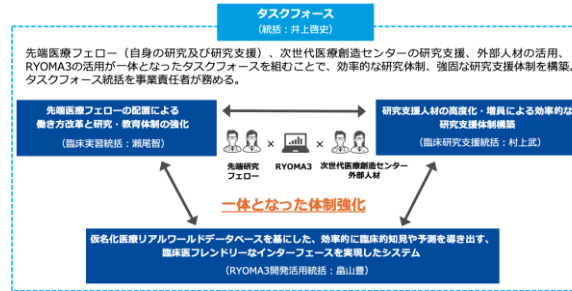 タスクフォース
(統括：井上啓史)
先端医療フェロー（自身の研究及び研究支援）、次世代医療創造センターの研究支援、外部人材の活用、
RYOMA3の活用が一体となったタスクフォースを組むことで、効率的な研究体制、強固な研究支援体制を構築。
タスクフォース統括を事業責任者が務める。
先端医療フェローの配置による
働き方改革と研究・教育体制の強化
(臨床実習統括：瀬尾智)
研究支援人材の高度化・増員による効率的な
研究支援体制構築
(臨床研究支援統括：村上武)
× ×
先端研究
フェロー
RYOMA3
次世代医療創造センター
外部人材
一体となった体制強化
仮名化医療リアルワールドデータベースを基にした、効率的に臨床的知見や予測を導き出す、
臨床医フレンドリーなインターフェースを実現したシステム
(RYOMA3開発活用統括：畠山豊)